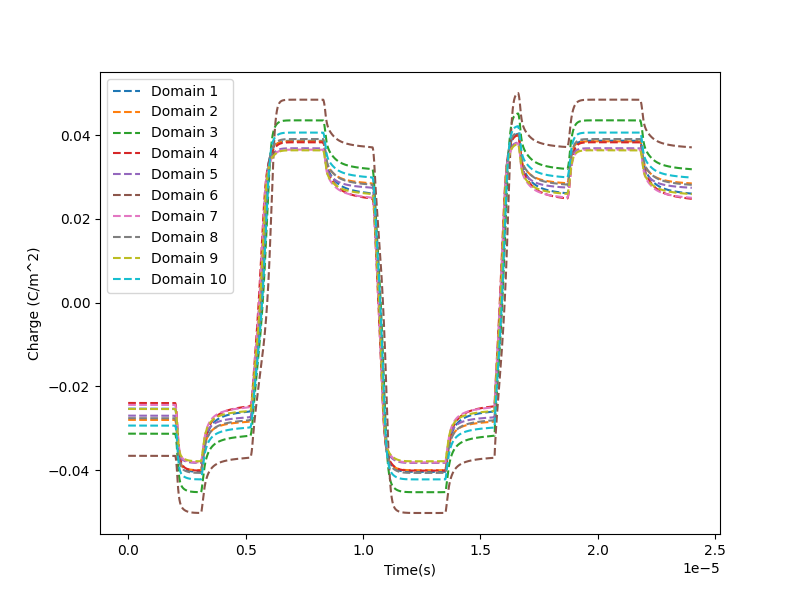 Domain 1
Domain 2
Domain 3
Domain 4
Domain 5
Domain 6
Domain 7
Domain 8
Domain 9
Domain 10
0.04
0.02
0.00
−0.02
−0.04
Charge (C/m^2)
0.0 0.5 1.0 1.5 2.0 2.5
1e−5
Time(s)